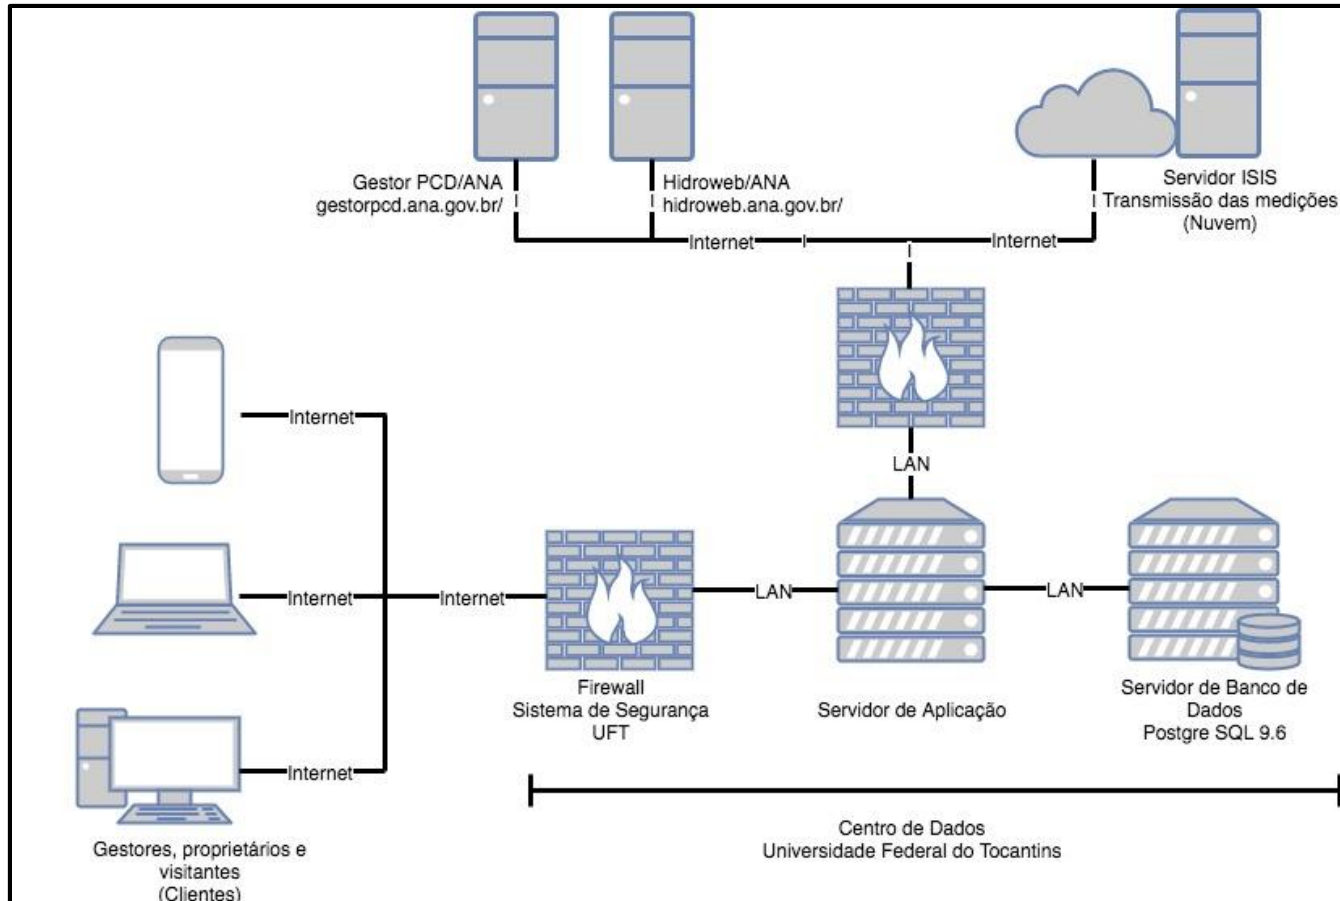 Gestor PCD/ANA
gestorpcd.ana.gov.br/
Hidroweb/ANA
hidroweb.ana.gov.br/
Servidor ISIS
Transmissão das medições
(Nuvem)
Internet
Internet
Internet
LAN
Internet
Internet
LAN
LAN
Firewall
Sistema de Segurança
UFT
Servidor de Aplicação
Servidor de Banco de
Dados
Postgre SQL 9.6
Internet
Gestores, proprietários e
visitantes
(Clientes)
Centro de Dados
Universidade Federal do Tocantins